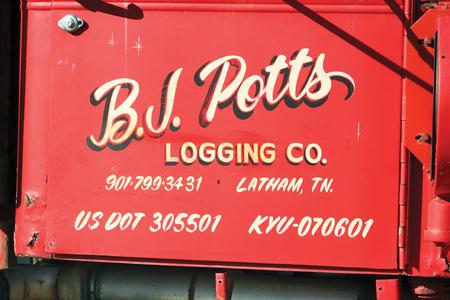 B.J. Potts
LOGGING CO.
901·799·3431 · LATHAM, TN.
US DOT 305501 KYU-070601